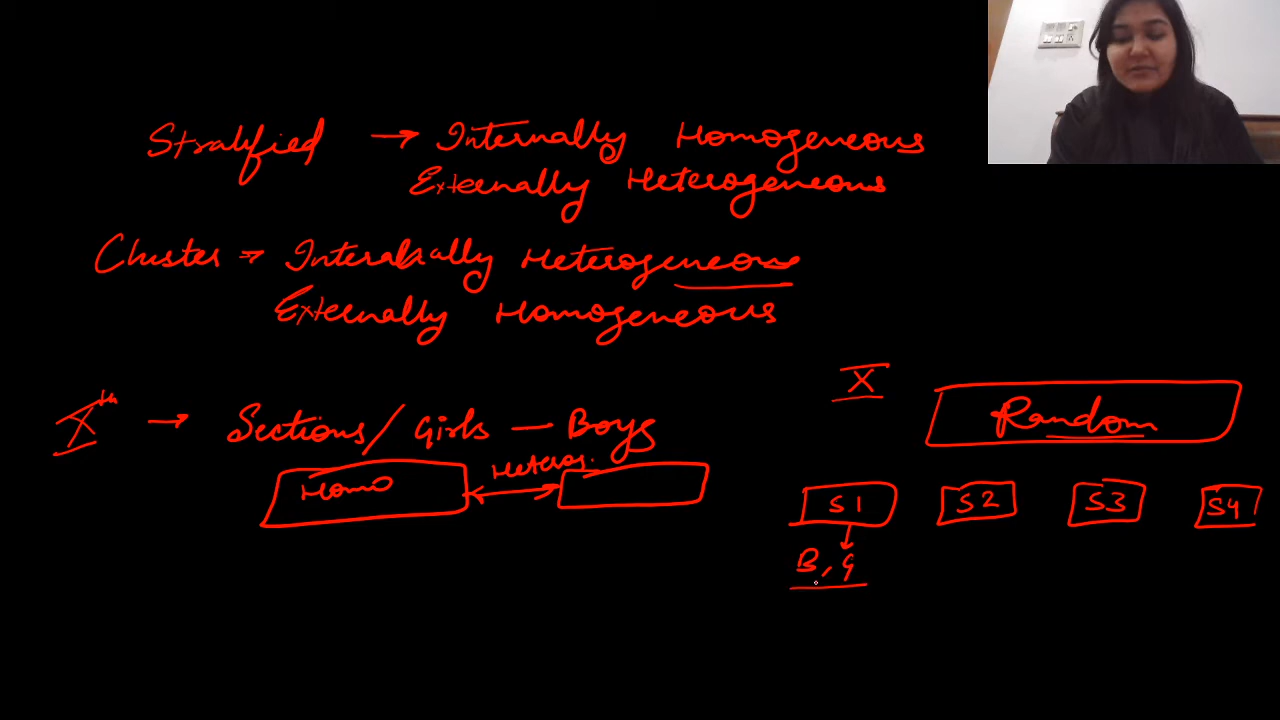 Stratified → Internally Homogeneous
Externally Heterogeneous
Cluster → Internally Heterogeneous
Externally Homogeneous
Xth → Sections / Girls — Boys
Homo
Heterog.
X
Random
S1 S2 S3 S4
B, G